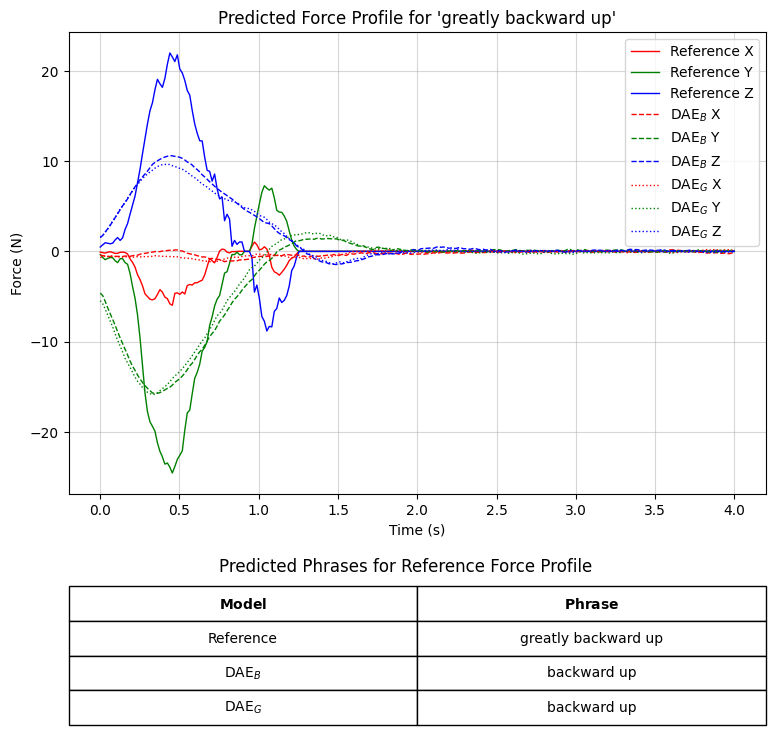 Predicted Force Profile for 'greatly backward up'
Force (N)
20
10
0
−10
−20
Reference X
Reference Y
Reference Z
DAE_B X
DAE_B Y
DAE_B Z
DAE_G X
DAE_G Y
DAE_G Z
0.0 0.5 1.0 1.5 2.0 2.5 3.0 3.5 4.0
Time (s)
Predicted Phrases for Reference Force Profile
Model Phrase
Reference greatly backward up
DAE_B backward up
DAE_G backward up